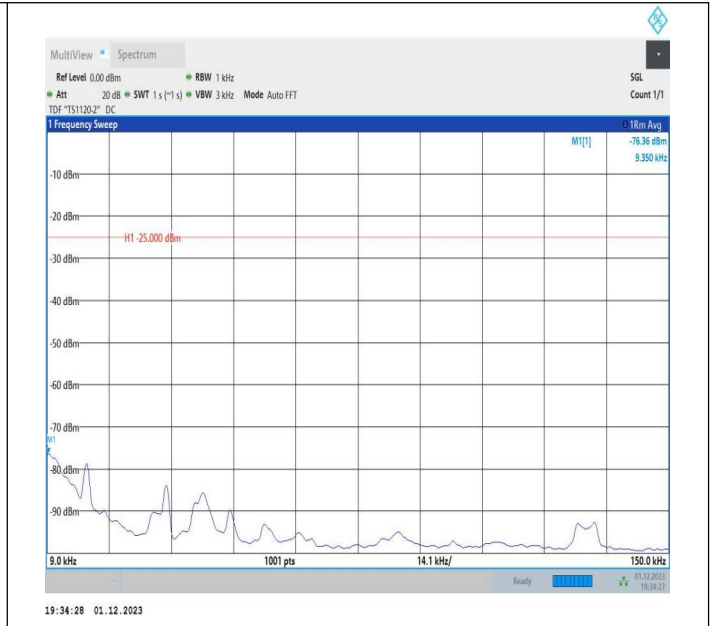 MultiView Spectrum
Ref Level 0.00 dBm RBW 1 kHz SGL
Att 20 dB SWT 1 s (~1 s) VBW 3 kHz Mode Auto FFT Count 1/1
TDF "TS1120-2" DC
1 Frequency Sweep 1Rm Avg
M1[1] -76.36 dBm
9.350 kHz
-10 dBm
-20 dBm
H1 -25.000 dBm
-30 dBm
-40 dBm
-50 dBm
-60 dBm
-70 dBm
M1
-80 dBm
-90 dBm
9.0 kHz 1001 pts 14.1 kHz/ 150.0 kHz
Ready 01.12.2023
19:34:27
19:34:28 01.12.2023